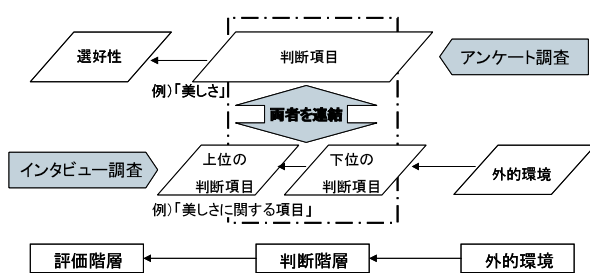 選好性
判断項目
アンケート調査
例)「美しさ」
両者を連結
インタビュー調査
上位の
判断項目
下位の
判断項目
外的環境
例)「美しさに関する項目」
評価階層
判断階層
外的環境